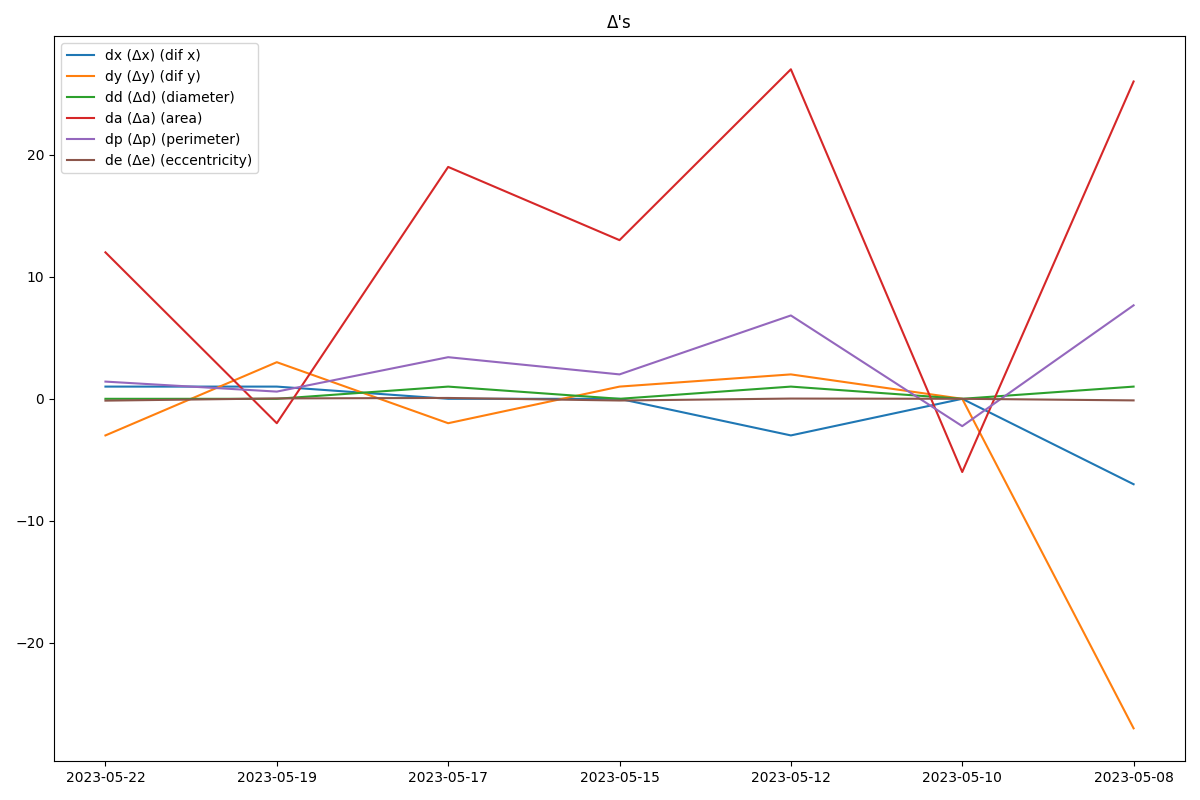 Δ's
dx (Δx) (dif x)
dy (Δy) (dif y)
dd (Δd) (diameter)
da (Δa) (area)
dp (Δp) (perimeter)
de (Δe) (eccentricity)
20
10
0
−10
−20
2023-05-22 2023-05-19 2023-05-17 2023-05-15 2023-05-12 2023-05-10 2023-05-08